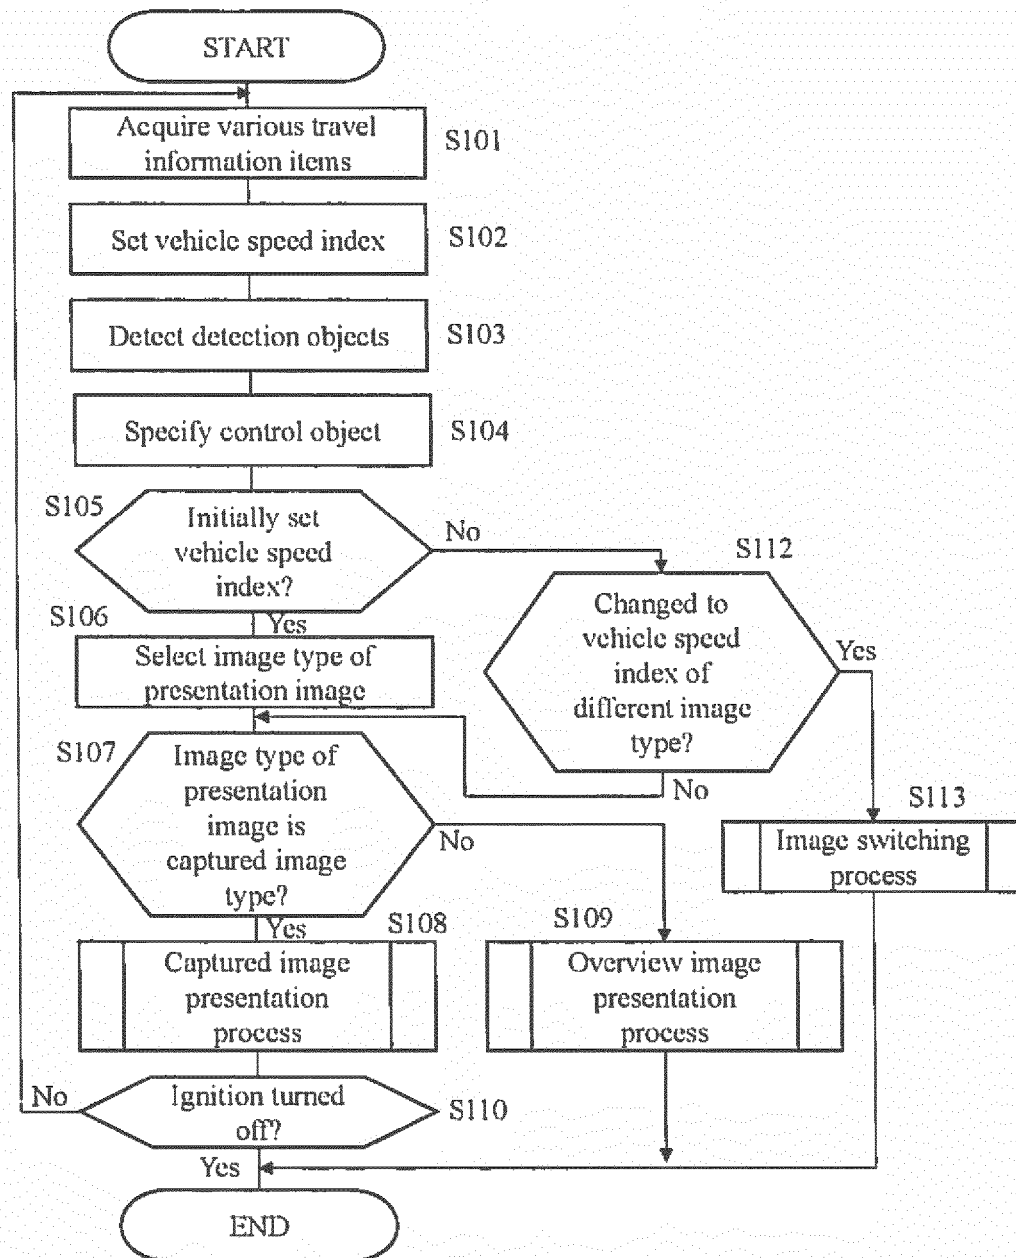 START
Acquire various travel
information items
S101
Set vehicle speed index
S102
Detect detection objects
S103
Specify control object
S104
S105
Initially set
vehicle speed
index?
No
Yes
S112
Changed to
vehicle speed
index of
different image
type?
Yes
No
S106
Select image type of
presentation image
S107
Image type of
presentation
image is
captured image
type?
No
Yes
S113
Image switching
process
S108
Captured image
presentation
process
S109
Overview image
presentation
process
No
Ignition turned
off?
S110
Yes
END